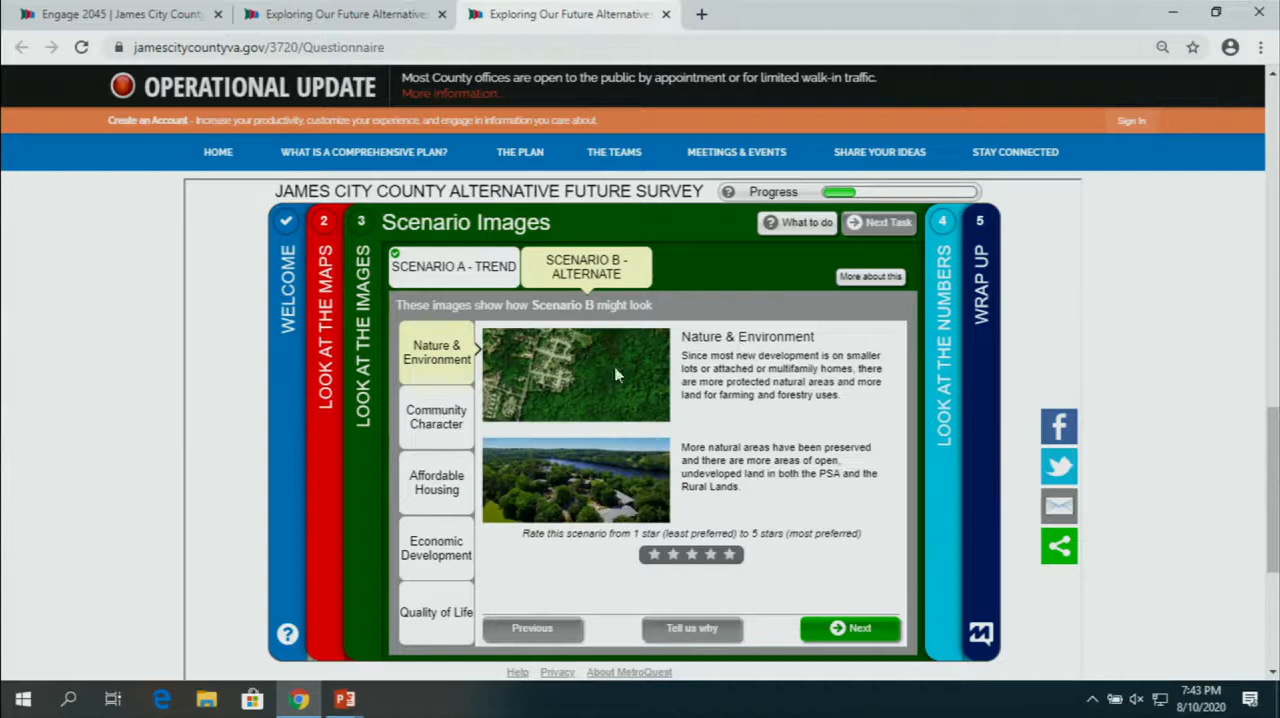 Engage 2045 | James City County
Exploring Our Future Alternative
Exploring Our Future Alternative
jamescitycountyva.gov/3720/Questionnaire
OPERATIONAL UPDATE
Most County offices are open to the public by appointment or for limited walk-in traffic.
More information...
Create an Account - Increase your productivity, customize your experience, and engage in information you care about.
Sign In
HOME
WHAT IS A COMPREHENSIVE PLAN?
THE PLAN
THE TEAMS
MEETINGS & EVENTS
SHARE YOUR IDEAS
STAY CONNECTED
JAMES CITY COUNTY ALTERNATIVE FUTURE SURVEY
Progress
WELCOME
2
LOOK AT THE MAPS
3
LOOK AT THE IMAGES
Scenario Images
What to do
Next Task
SCENARIO A - TREND
SCENARIO B -
ALTERNATE
More about this
These images show how Scenario B might look
Nature &
Environment
Community
Character
Affordable
Housing
Economic
Development
Quality of Life
Nature & Environment
Since most new development is on smaller
lots or attached or multifamily homes, there
are more protected natural areas and more
land for farming and forestry uses.
More natural areas have been preserved
and there are more areas of open,
undeveloped land in both the PSA and the
Rural Lands.
Rate this scenario from 1 star (least preferred) to 5 stars (most preferred)
Previous
Tell us why
Next
4
LOOK AT THE NUMBERS
5
WRAP UP
Help
Privacy
About MetroQuest
7:43 PM
8/10/2020